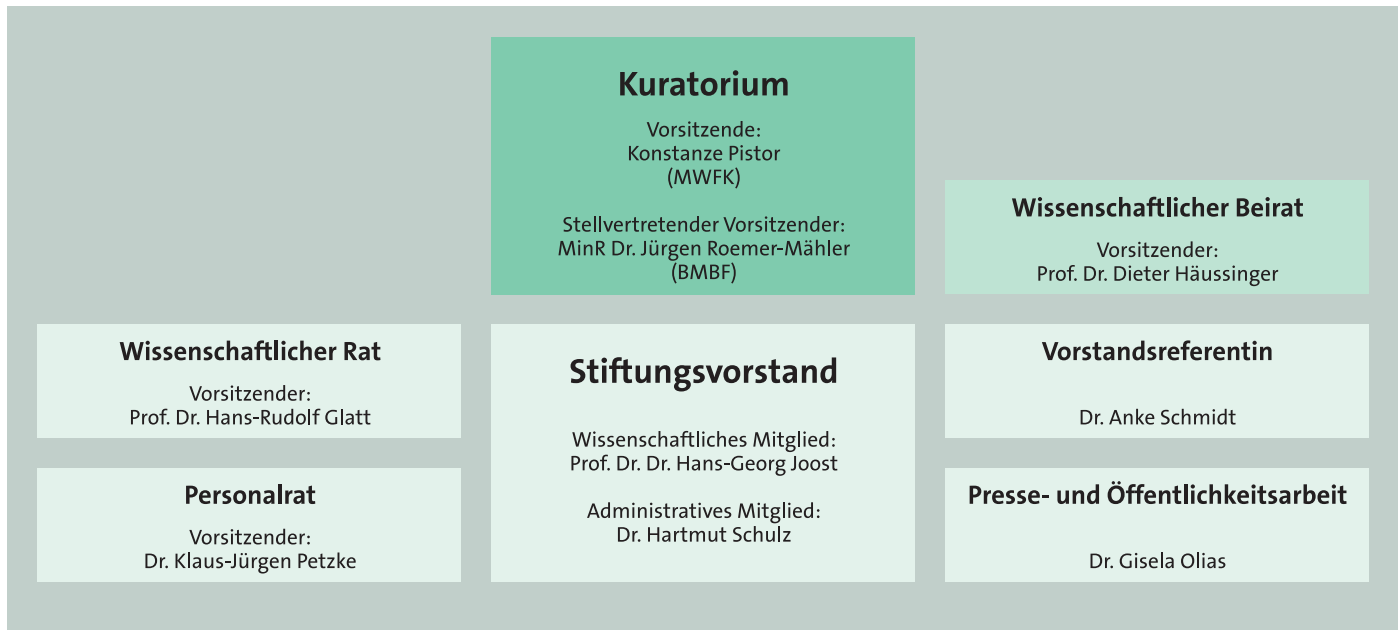 Kuratorium
Vorsitzende:
Konstanze Pistor
(MWFK)
Stellvertretender Vorsitzender:
MinR Dr. Jürgen Roemer-Mähler
(BMBF)
Wissenschaftlicher Beirat
Vorsitzender:
Prof. Dr. Dieter Häussinger
Wissenschaftlicher Rat
Vorsitzender:
Prof. Dr. Hans-Rudolf Glatt
Stiftungsvorstand
Wissenschaftliches Mitglied:
Prof. Dr. Dr. Hans-Georg Joost
Administratives Mitglied:
Dr. Hartmut Schulz
Vorstandsreferentin
Dr. Anke Schmidt
Personalrat
Vorsitzender:
Dr. Klaus-Jürgen Petzke
Presse- und Öffentlichkeitsarbeit
Dr. Gisela Olias